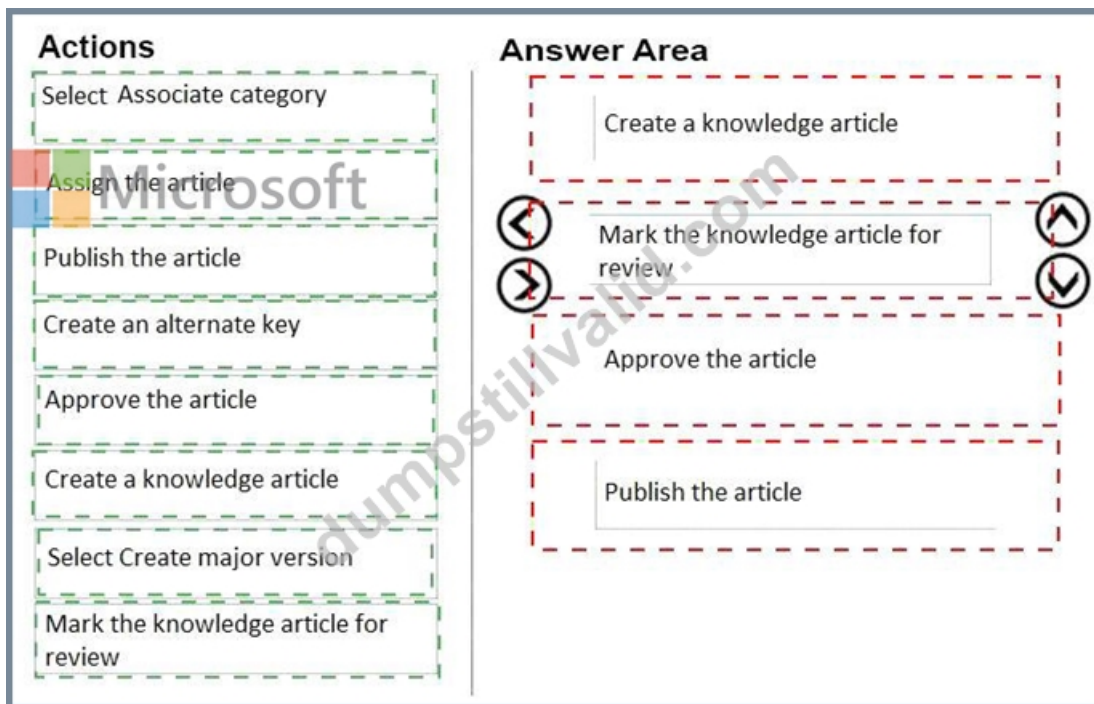 Actions
Select Associate category
Assign the article
Microsoft
Publish the article
Create an alternate key
Approve the article
Create a knowledge article
Select Create major version
Mark the knowledge article for
review
Answer Area
Create a knowledge article
Mark the knowledge article for
review
Approve the article
Publish the article
dumpstillvalid.com